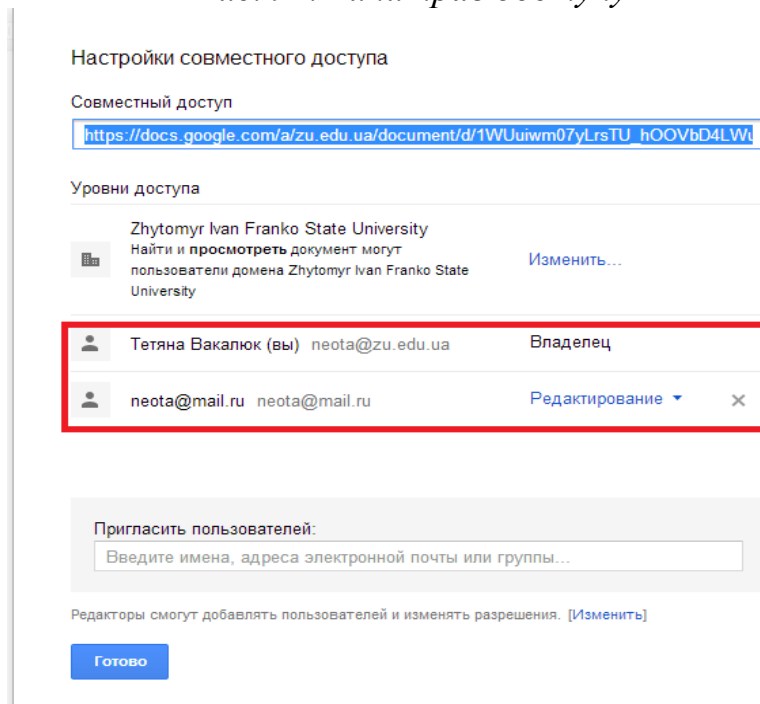 Настройки совместного доступа
Совместный доступ
https://docs.google.com/a/zu.edu.ua/document/d/1WUuiwm07yLrsTU_hOOVbD4LWu
Уровни доступа
Zhytomyr Ivan Franko State University
Найти и просмотреть документ могут
пользователи домена Zhytomyr Ivan Franko State
University
Изменить...
Тетяна Вакалюк (вы) neota@zu.edu.ua Владелец
neota@mail.ru neota@mail.ru Редактирование
Пригласить пользователей:
Введите имена, адреса электронной почты или группы...
Редакторы смогут добавлять пользователей и изменять разрешения. [Изменить]
Готово